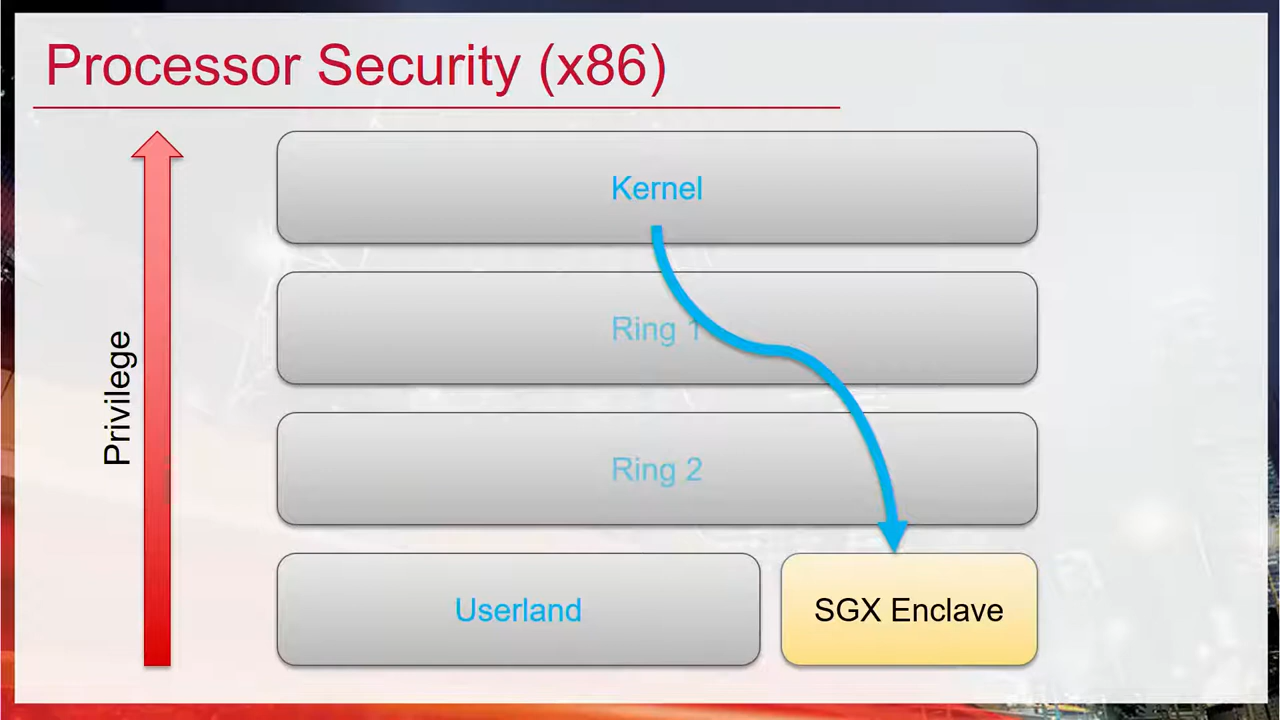 Processor Security (x86)
Privilege
Kernel
Ring 1
Ring 2
Userland
SGX Enclave